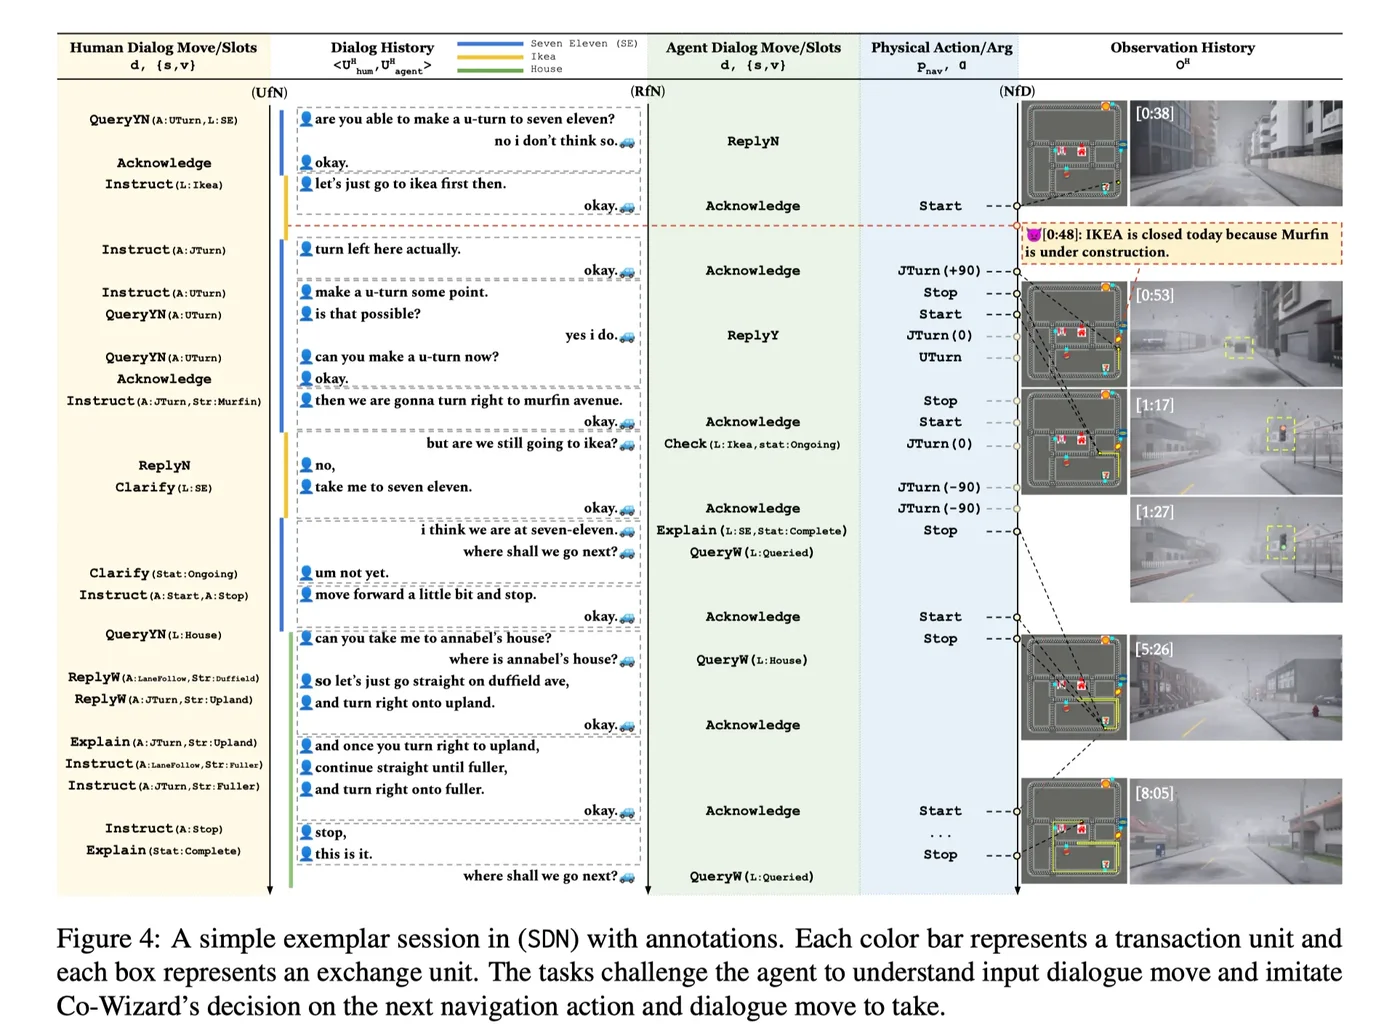 Human Dialog Move/Slots
d, {s,v}
Dialog History
<U^H_hum, U^H_agent>
Seven Eleven (SE)
Ikea
House
Agent Dialog Move/Slots
d, {s,v}
Physical Action/Arg
p_nav, α
Observation History
O^H
(UfN)
(RfN)
(NfD)
QueryYN(A:UTurn,L:SE)
are you able to make a u-turn to seven eleven?
[0:38]
no i don't think so.
ReplyN
Acknowledge
okay.
Instruct(L:Ikea)
let's just go to ikea first then.
okay.
Acknowledge
Start
[0:48]: IKEA is closed today because Murfin
is under construction.
Instruct(A:JTurn)
turn left here actually.
okay.
Acknowledge
JTurn(+90)
Instruct(A:UTurn)
make a u-turn some point.
Stop
[0:53]
QueryYN(A:UTurn)
is that possible?
Start
yes i do.
ReplyY
JTurn(0)
QueryYN(A:UTurn)
can you make a u-turn now?
UTurn
Acknowledge
okay.
Instruct(A:JTurn,Str:Murfin)
then we are gonna turn right to murfin avenue.
Stop
[1:17]
okay.
Acknowledge
Start
but are we still going to ikea?
Check(L:Ikea,stat:Ongoing)
JTurn(0)
ReplyN
no,
Clarify(L:SE)
take me to seven eleven.
JTurn(-90)
okay.
Acknowledge
JTurn(-90)
[1:27]
i think we are at seven-eleven.
Explain(L:SE,Stat:Complete)
Stop
where shall we go next?
QueryW(L:Queried)
Clarify(Stat:Ongoing)
um not yet.
Instruct(A:Start,A:Stop)
move forward a little bit and stop.
okay.
Acknowledge
Start
QueryYN(L:House)
can you take me to annabel's house?
Stop
[5:26]
where is annabel's house?
QueryW(L:House)
ReplyW(A:LaneFollow,Str:Duffield)
so let's just go straight on duffield ave,
ReplyW(A:JTurn,Str:Upland)
and turn right onto upland.
okay.
Acknowledge
Explain(A:JTurn,Str:Upland)
and once you turn right to upland,
Instruct(A:LaneFollow,Str:Fuller)
continue straight until fuller,
Instruct(A:JTurn,Str:Fuller)
and turn right onto fuller.
[8:05]
okay.
Acknowledge
Start
Instruct(A:Stop)
stop,
...
Explain(Stat:Complete)
this is it.
Stop
where shall we go next?
QueryW(L:Queried)
Figure 4: A simple exemplar session in (SDN) with annotations. Each color bar represents a transaction unit and
each box represents an exchange unit. The tasks challenge the agent to understand input dialogue move and imitate
Co-Wizard's decision on the next navigation action and dialogue move to take.